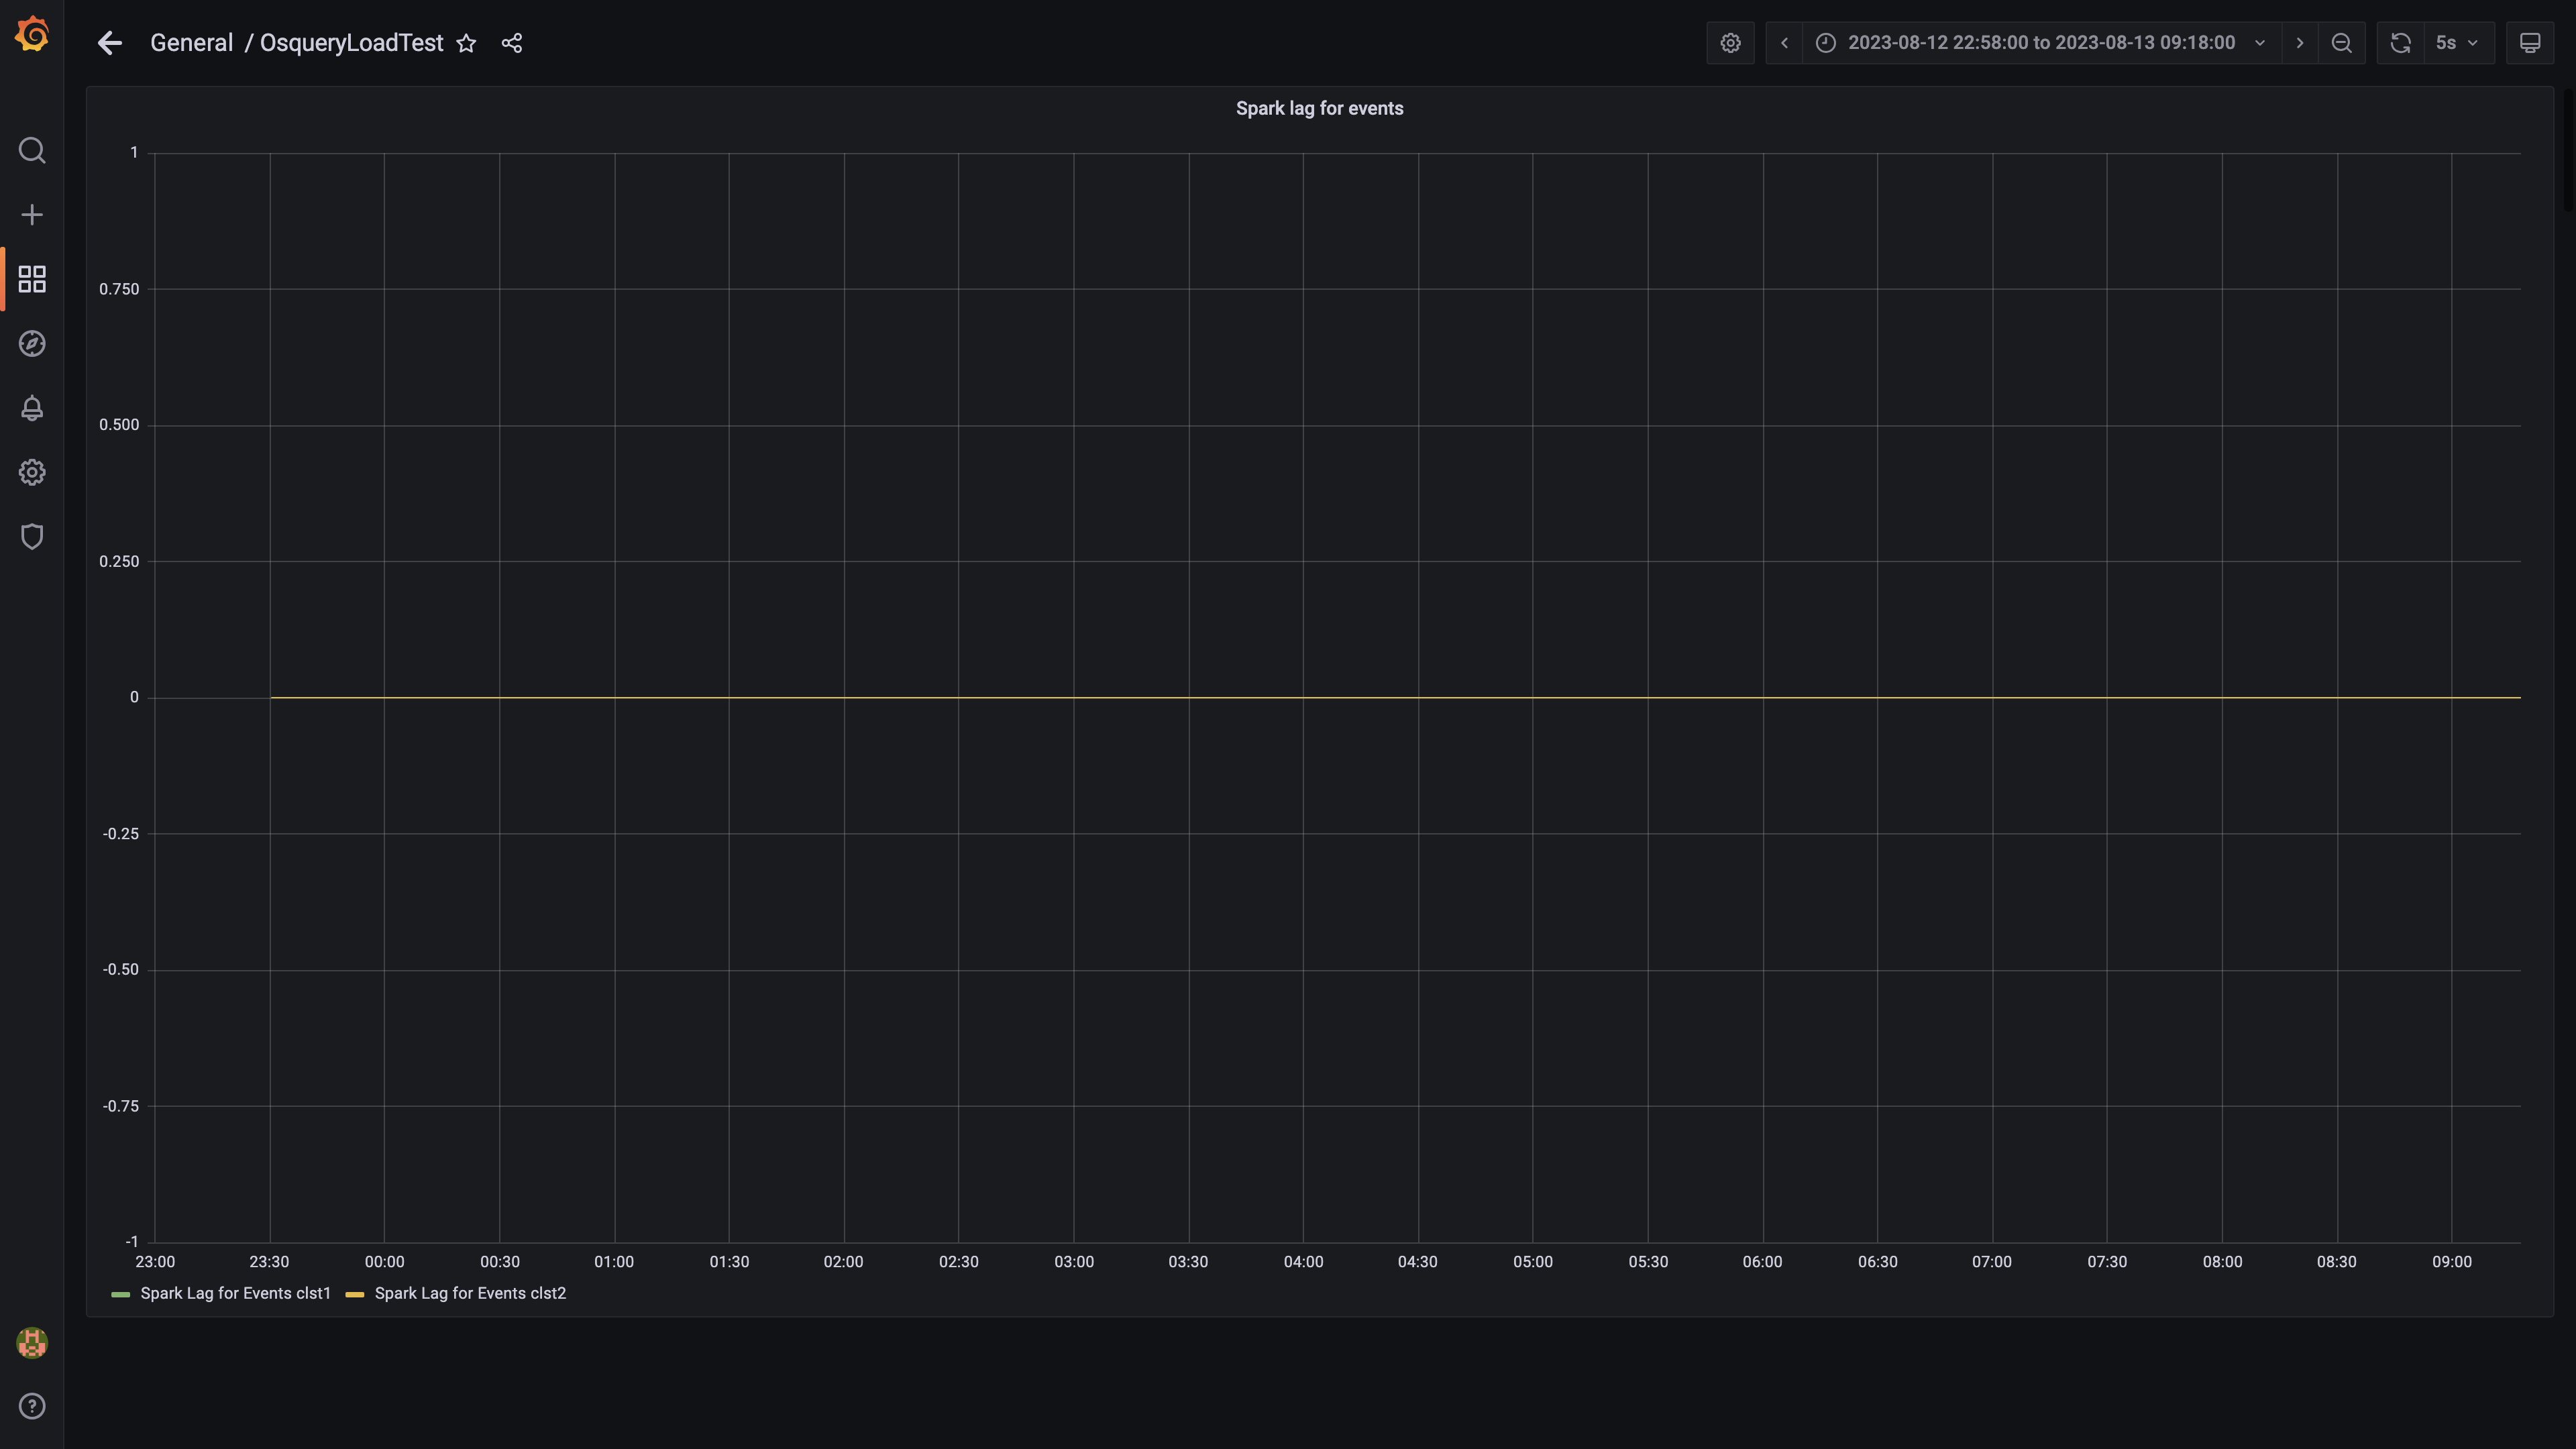 General / OsqueryLoadTest
2023-08-12 22:58:00 to 2023-08-13 09:18:00
5s
Spark lag for events
1
0.750
0.500
0.250
0
-0.25
-0.50
-0.75
-1
23:00 23:30 00:00 00:30 01:00 01:30 02:00 02:30 03:00 03:30 04:00 04:30 05:00 05:30 06:00 06:30 07:00 07:30 08:00 08:30 09:00
Spark Lag for Events clst1 Spark Lag for Events clst2